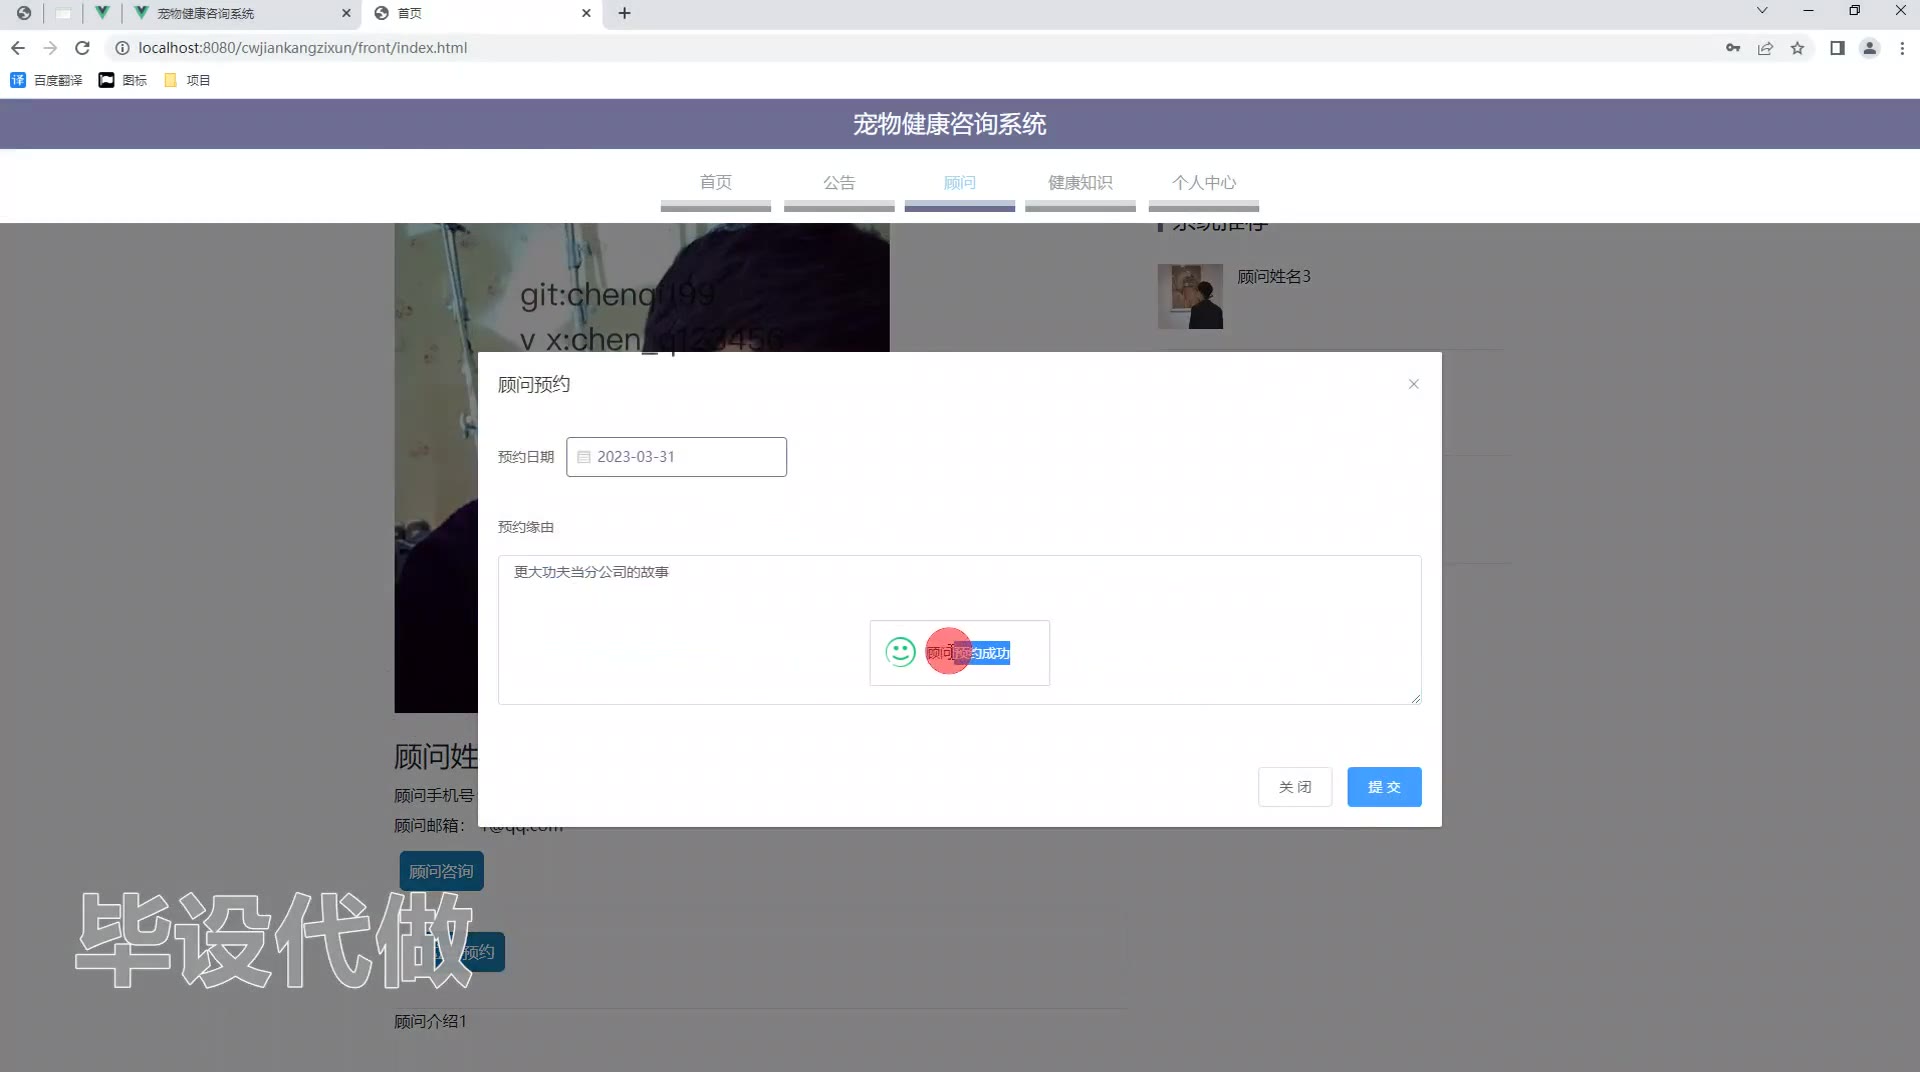 宠物健康咨询系统
首页
localhost:8080/cwjiankangzixun/front/index.html
百度翻译
图标
项目
宠物健康咨询系统
首页
公告
顾问
健康知识
个人中心
系统推荐
顾问姓名3
git:chenqi199
v x:chen_q123456
顾问预约
预约日期
2023-03-31
预约缘由
更大功夫当分公司的故事
顾问预约成功
关 闭
提 交
顾问姓
顾问手机号
顾问邮箱： 1@qq.com
顾问咨询
预约
毕设代做
顾问介绍1